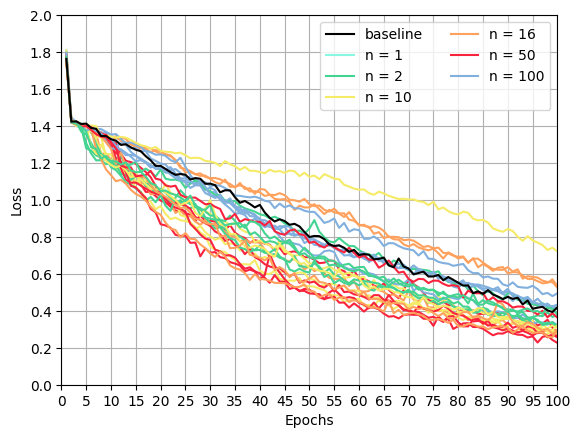 2.0
1.8
1.6
1.4
1.2
1.0
0.8
0.6
0.4
0.2
0.0
Loss
baseline
n = 1
n = 2
n = 10
n = 16
n = 50
n = 100
0 5 10 15 20 25 30 35 40 45 50 55 60 65 70 75 80 85 90 95 100
Epochs